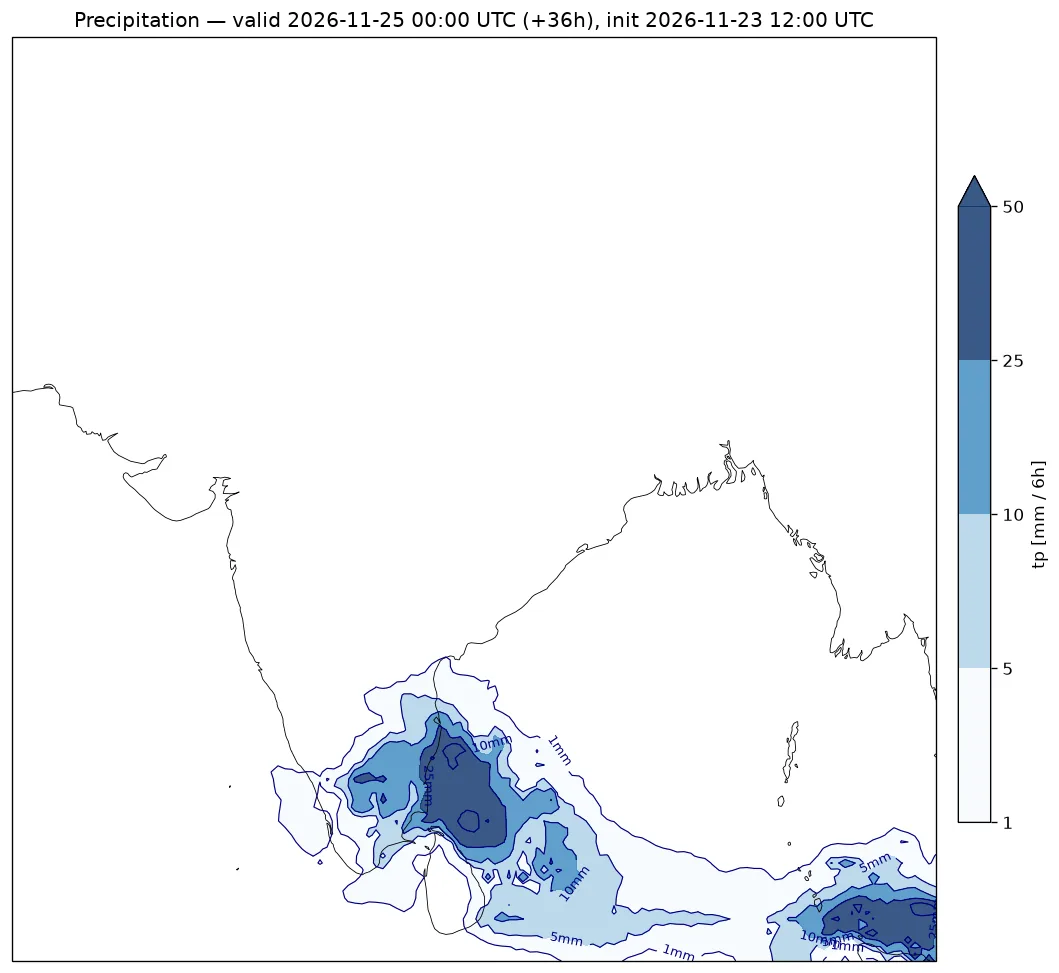 Precipitation — valid 2026-11-25 00:00 UTC (+36h), init 2026-11-23 12:00 UTC
50
25
10
5
1
tp [mm / 6h]
10mm
1mm
25mm
10mm
5mm
1mm
5mm
10mm
1mm